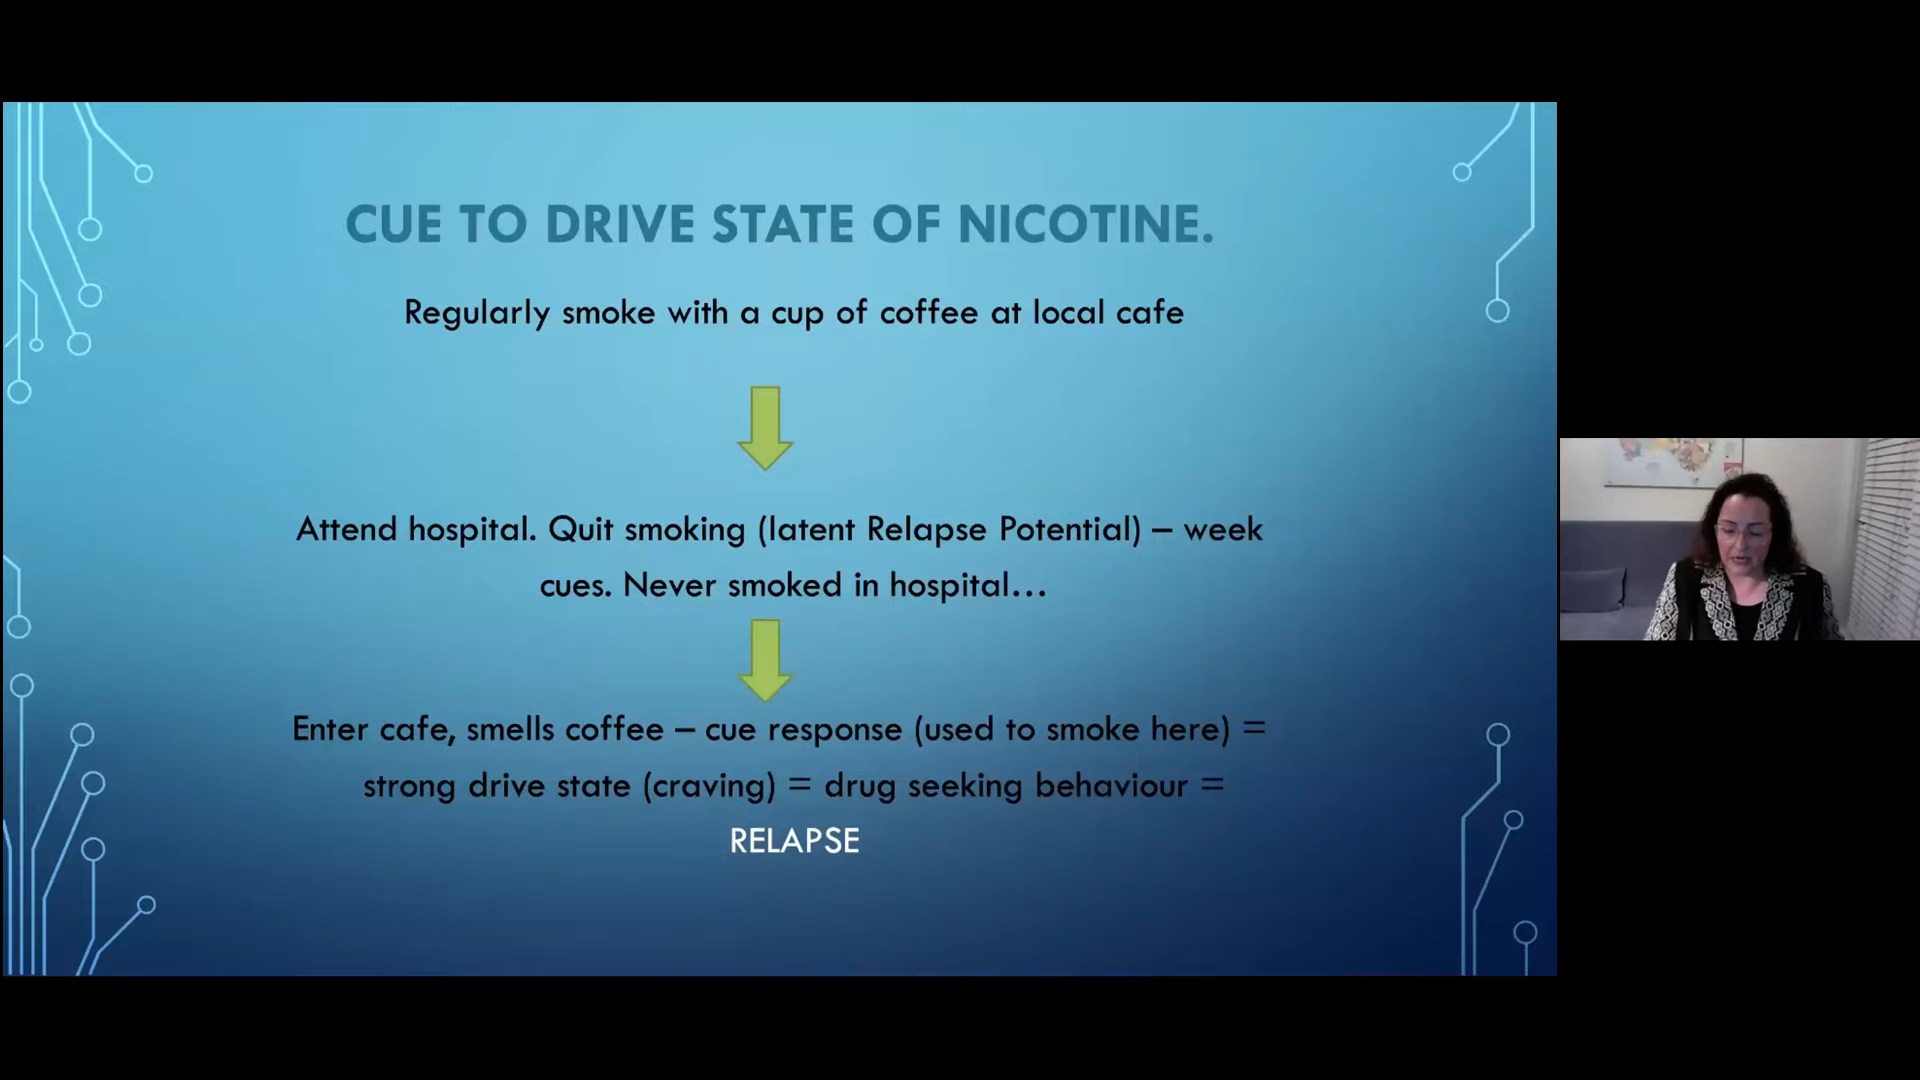 CUE TO DRIVE STATE OF NICOTINE.
Regularly smoke with a cup of coffee at local cafe
Attend hospital. Quit smoking (latent Relapse Potential) – week
cues. Never smoked in hospital…
Enter cafe, smells coffee – cue response (used to smoke here) =
strong drive state (craving) = drug seeking behaviour =
RELAPSE